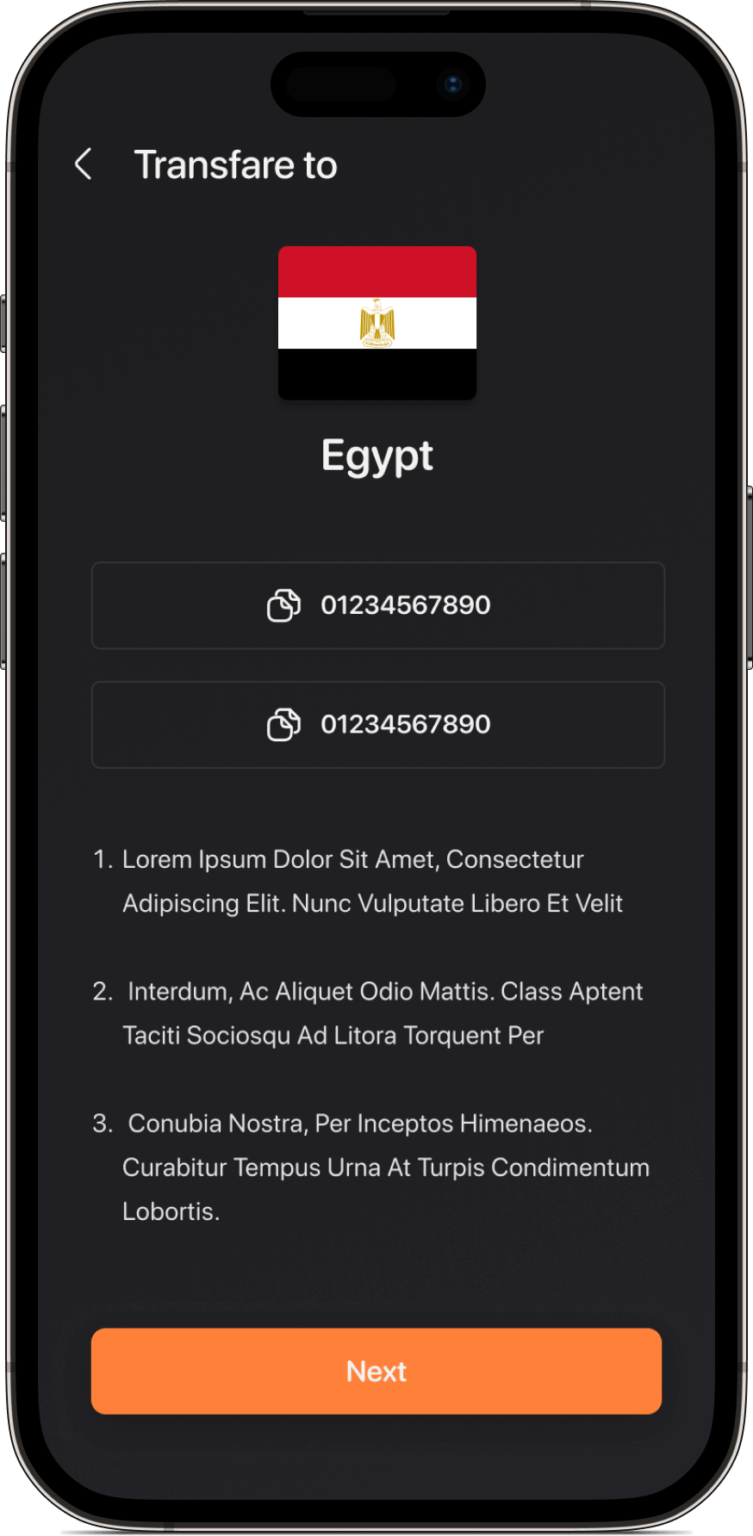 Transfare to
Egypt
01234567890
01234567890
1. Lorem Ipsum Dolor Sit Amet, Consectetur
Adipiscing Elit. Nunc Vulputate Libero Et Velit
2. Interdum, Ac Aliquet Odio Mattis. Class Aptent
Taciti Sociosqu Ad Litora Torquent Per
3. Conubia Nostra, Per Inceptos Himenaeos.
Curabitur Tempus Urna At Turpis Condimentum
Lobortis.
Next